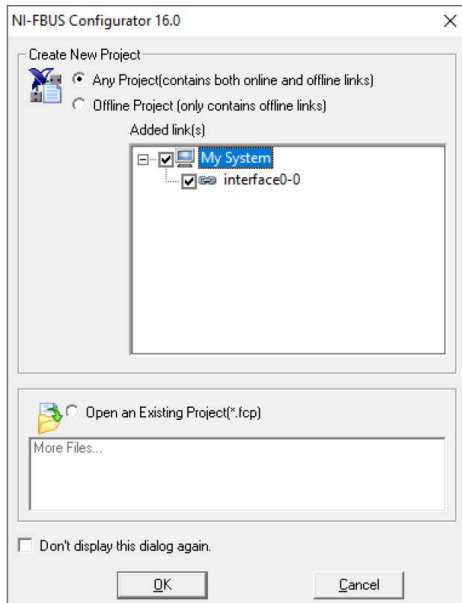 NI-FBUS Configurator 16.0
Create New Project
Any Project(contains both online and offline links)
Offline Project (only contains offline links)
Added link(s)
My System
interface0-0
Open an Existing Project(*.fcp)
More Files...
Don't display this dialog again.
OK
Cancel